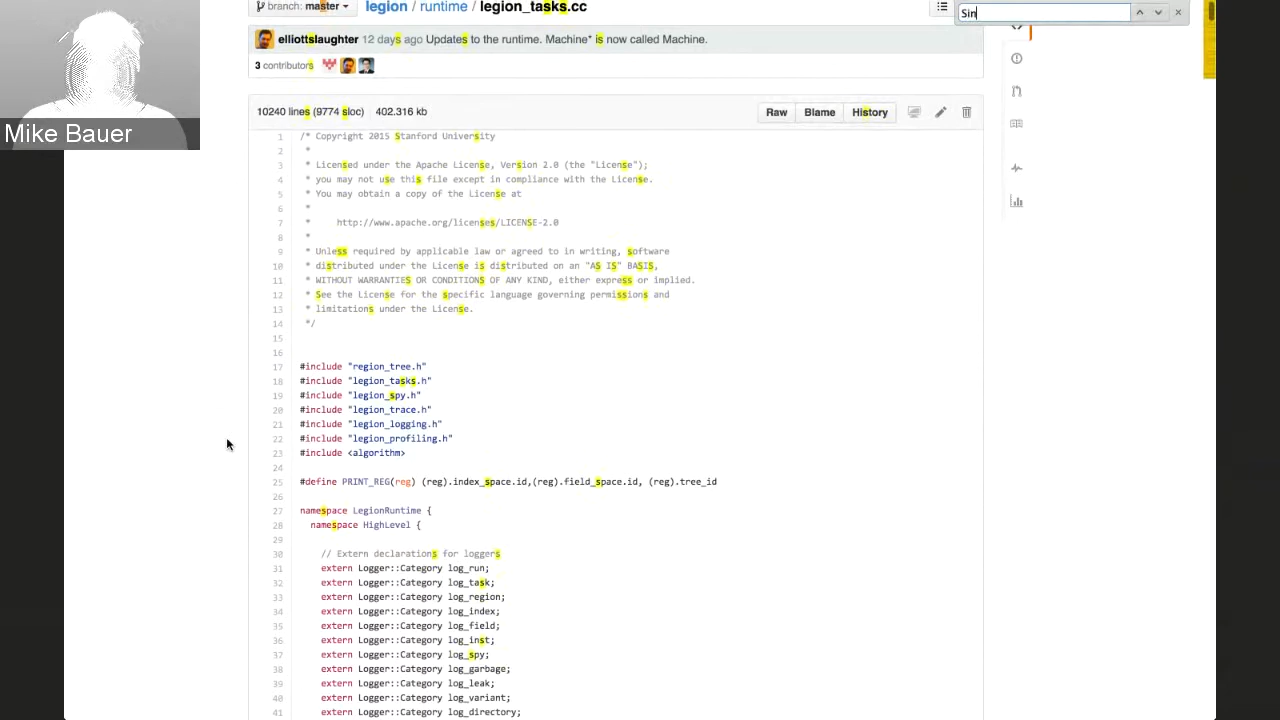 branch: master legion / runtime / legion_tasks.cc
Sin
elliottslaughter 12 days ago Updates to the runtime. Machine* is now called Machine.
3 contributors
Mike Bauer
10240 lines (9774 sloc) 402.316 kb Raw Blame History
1 /* Copyright 2015 Stanford University
2 *
3 * Licensed under the Apache License, Version 2.0 (the "License");
4 * you may not use this file except in compliance with the License.
5 * You may obtain a copy of the License at
6 *
7 * http://www.apache.org/licenses/LICENSE-2.0
8 *
9 * Unless required by applicable law or agreed to in writing, software
10 * distributed under the License is distributed on an "AS IS" BASIS,
11 * WITHOUT WARRANTIES OR CONDITIONS OF ANY KIND, either express or implied.
12 * See the License for the specific language governing permissions and
13 * limitations under the License.
14 */
15
16
17 #include "region_tree.h"
18 #include "legion_tasks.h"
19 #include "legion_spy.h"
20 #include "legion_trace.h"
21 #include "legion_logging.h"
22 #include "legion_profiling.h"
23 #include <algorithm>
24
25 #define PRINT_REG(reg) (reg).index_space.id,(reg).field_space.id, (reg).tree_id
26
27 namespace LegionRuntime {
28 namespace HighLevel {
29
30 // Extern declarations for loggers
31 extern Logger::Category log_run;
32 extern Logger::Category log_task;
33 extern Logger::Category log_region;
34 extern Logger::Category log_index;
35 extern Logger::Category log_field;
36 extern Logger::Category log_inst;
37 extern Logger::Category log_spy;
38 extern Logger::Category log_garbage;
39 extern Logger::Category log_leak;
40 extern Logger::Category log_variant;
41 extern Logger::Category log_directory;